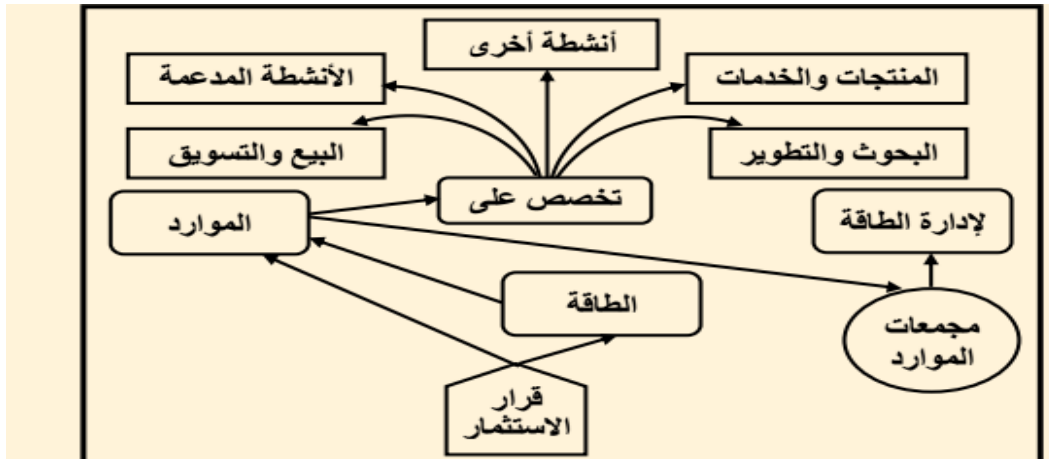 أنشطة أخرى
المنتجات والخدمات
الأنشطة المدعمة
البحوث والتطوير
البيع والتسويق
تخصص على
الموارد
لإدارة الطاقة
الطاقة
مجمعات
الموارد
قرار
الاستثمار